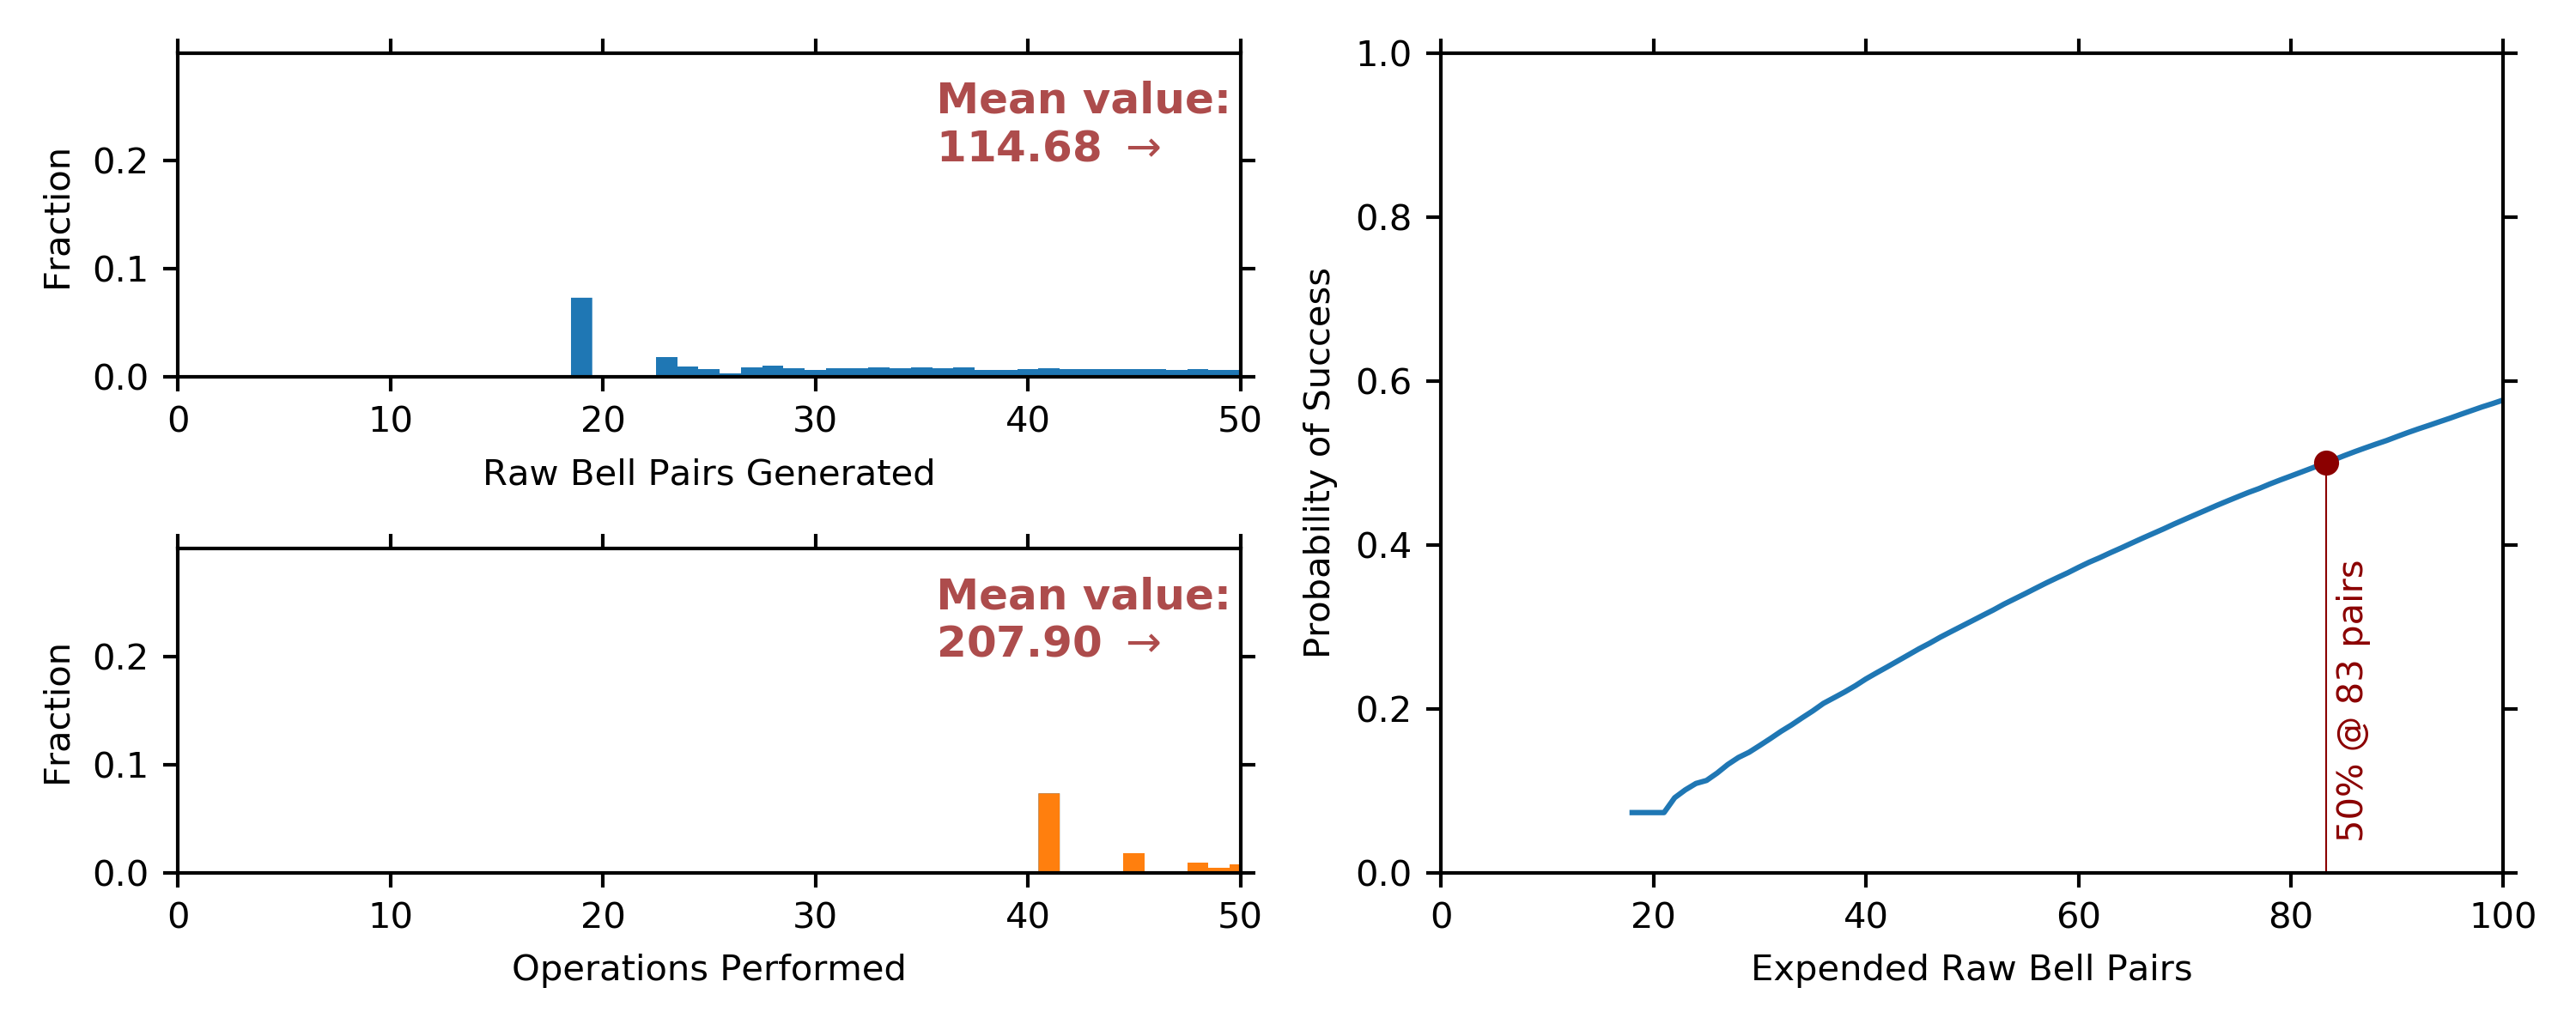 Mean value:
114.68 →
Fraction
0.2
0.1
0.0
0 10 20 30 40 50
Raw Bell Pairs Generated
Mean value:
207.90 →
Fraction
0.2
0.1
0.0
0 10 20 30 40 50
Operations Performed
Probability of Success
1.0
0.8
0.6
0.4
0.2
0.0
50% @ 83 pairs
0 20 40 60 80 100
Expended Raw Bell Pairs